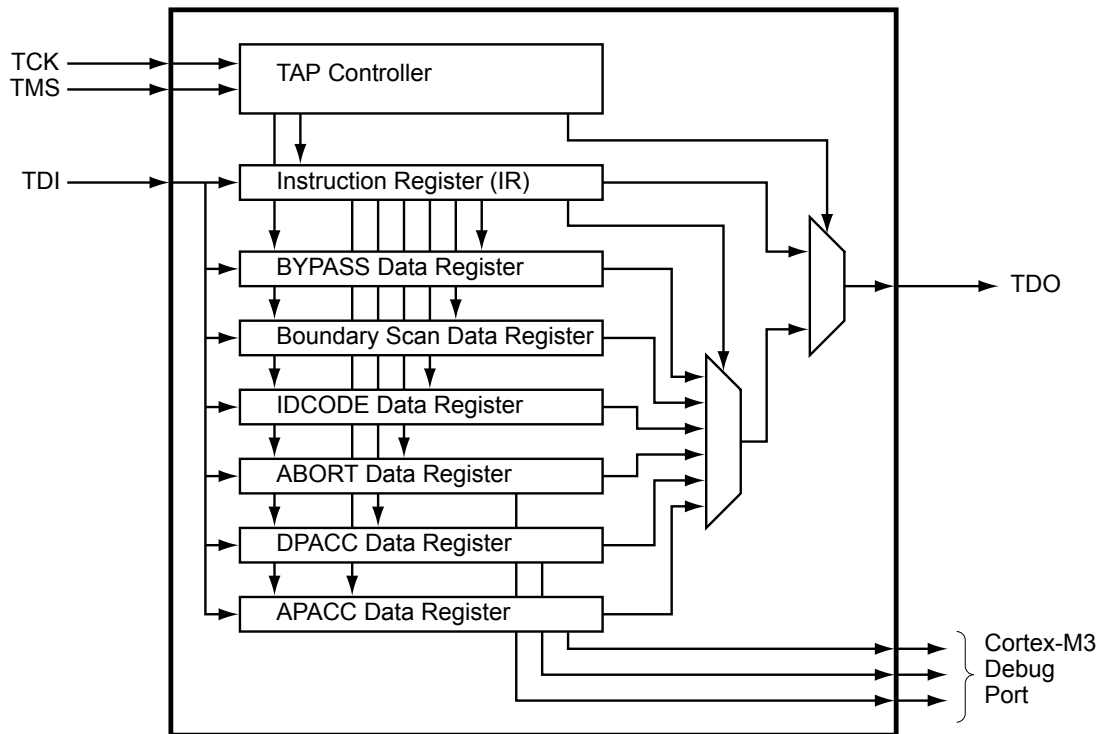 TCK
TMS
TAP Controller
TDI
Instruction Register (IR)
BYPASS Data Register
TDO
Boundary Scan Data Register
IDCODE Data Register
ABORT Data Register
DPACC Data Register
APACC Data Register
Cortex-M3
Debug
Port